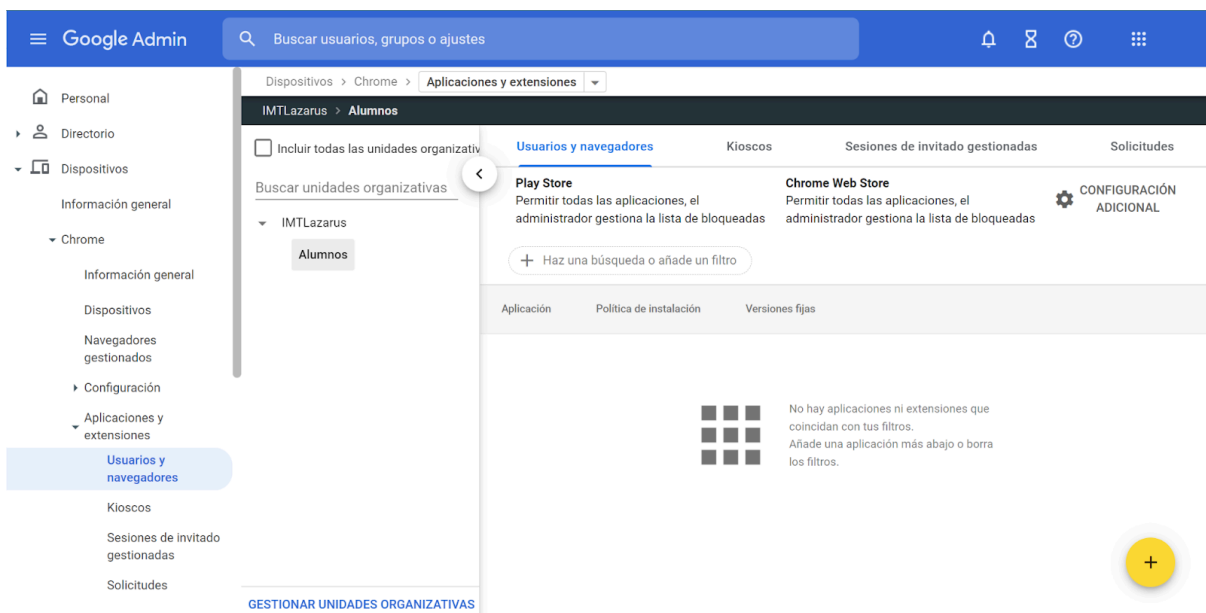 Google Admin
Buscar usuarios, grupos o ajustes
Personal
Directorio
Dispositivos
Información general
Chrome
Información general
Dispositivos
Navegadores
gestionados
Configuración
Aplicaciones y
extensiones
Usuarios y
navegadores
Kioscos
Sesiones de invitado
gestionadas
Solicitudes
Dispositivos > Chrome > Aplicaciones y extensiones
IMTLazarus > Alumnos
Incluir todas las unidades organizativ
Buscar unidades organizativas
IMTLazarus
Alumnos
GESTIONAR UNIDADES ORGANIZATIVAS
Usuarios y navegadores Kioscos Sesiones de invitado gestionadas Solicitudes
Play Store
Permitir todas las aplicaciones, el
administrador gestiona la lista de bloqueadas
Chrome Web Store
Permitir todas las aplicaciones, el
administrador gestiona la lista de bloqueadas
CONFIGURACIÓN
ADICIONAL
Haz una búsqueda o añade un filtro
Aplicación Política de instalación Versiones fijas
No hay aplicaciones ni extensiones que
coincidan con tus filtros.
Añade una aplicación más abajo o borra
los filtros.